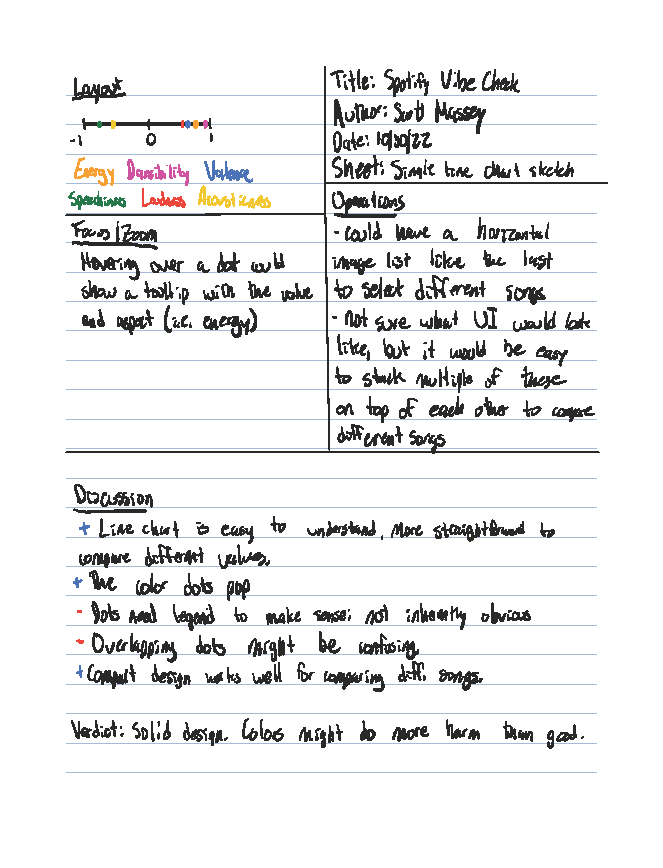 Layout
-1 0 1
Energy Dancibility Valence
Speechiness Loudness Acousticness
Title: Spotify Vibe Check
Author: Scott Massey
Date: 10/30/22
Sheet: Simple line chart sketch
Focus/Zoom
Hovering over a dot would
show a tooltip with the value
and aspect (i.e. energy)
Operations
- could have a horizontal
image list like the last
to select different songs
- not sure what UI would look
like, but it would be easy
to stack multiple of these
on top of each other to compare
different songs
Discussion
+ Line chart is easy to understand, more straightforward to
compare different values.
+ The color dots pop
- Dots need legend to make sense; not inherently obvious
- Overlapping dots might be confusing
+ Compact design works well for comparing diff. songs.
Verdict: Solid design. Colors might do more harm than good.